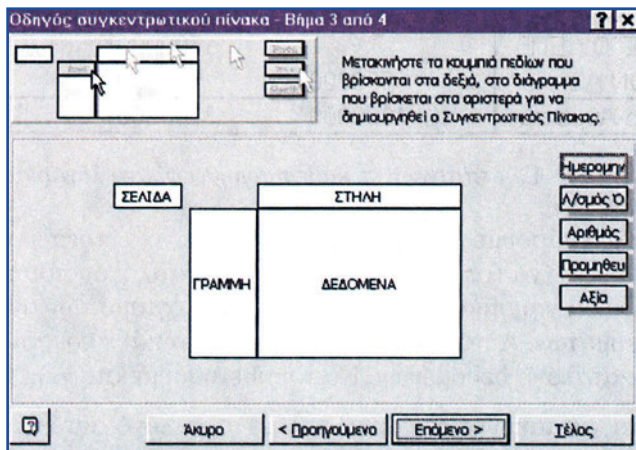 Οδηγός συγκεντρωτικού πίνακα - Βήμα 3 από 4
Μετακινήστε τα κουμπιά πεδίων που
βρίσκονται στα δεξιά, στο διάγραμμα
που βρίσκεται στα αριστερά για να
δημιουργηθεί ο Συγκεντρωτικός Πίνακας.
Ημερομην
Λ/σμός Ό
Αριθμός
Προμηθευ
Αξία
ΣΕΛΙΔΑ
ΣΤΗΛΗ
ΓΡΑΜΜΗ
ΔΕΔΟΜΕΝΑ
Άκυρο
< Προηγούμενο
Επόμενο >
Τέλος